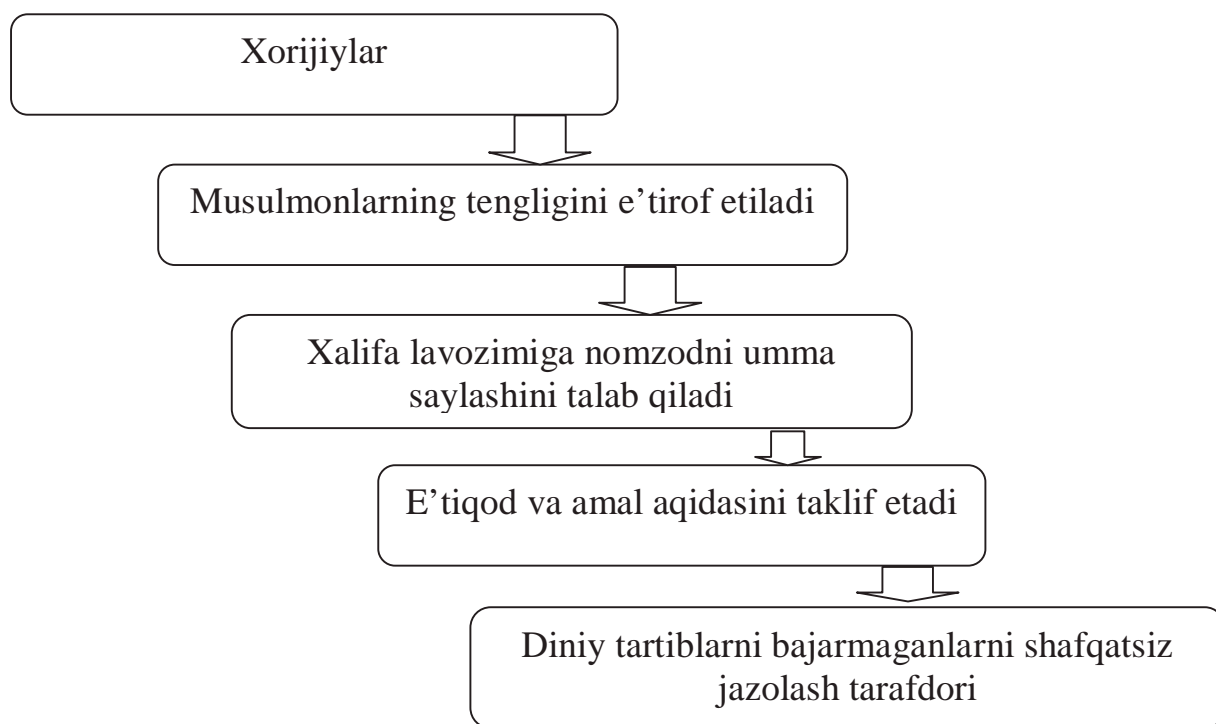 Xorijiylar
Musulmonlarning tengligini e’tirof etiladi
Xalifa lavozimiga nomzodni umma
saylashini talab qiladi
E’tiqod va amal aqidasini taklif etadi
Diniy tartiblarni bajarmaganlarni shafqatsiz
jazolash tarafdori